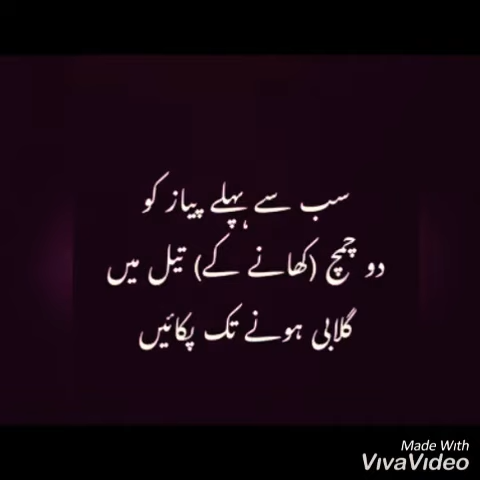 سب سے پہلے پیاز کو
دو چمچ (کھانے کے) تیل میں
گلابی ہونے تک پکائیں
Made With
VivaVideo